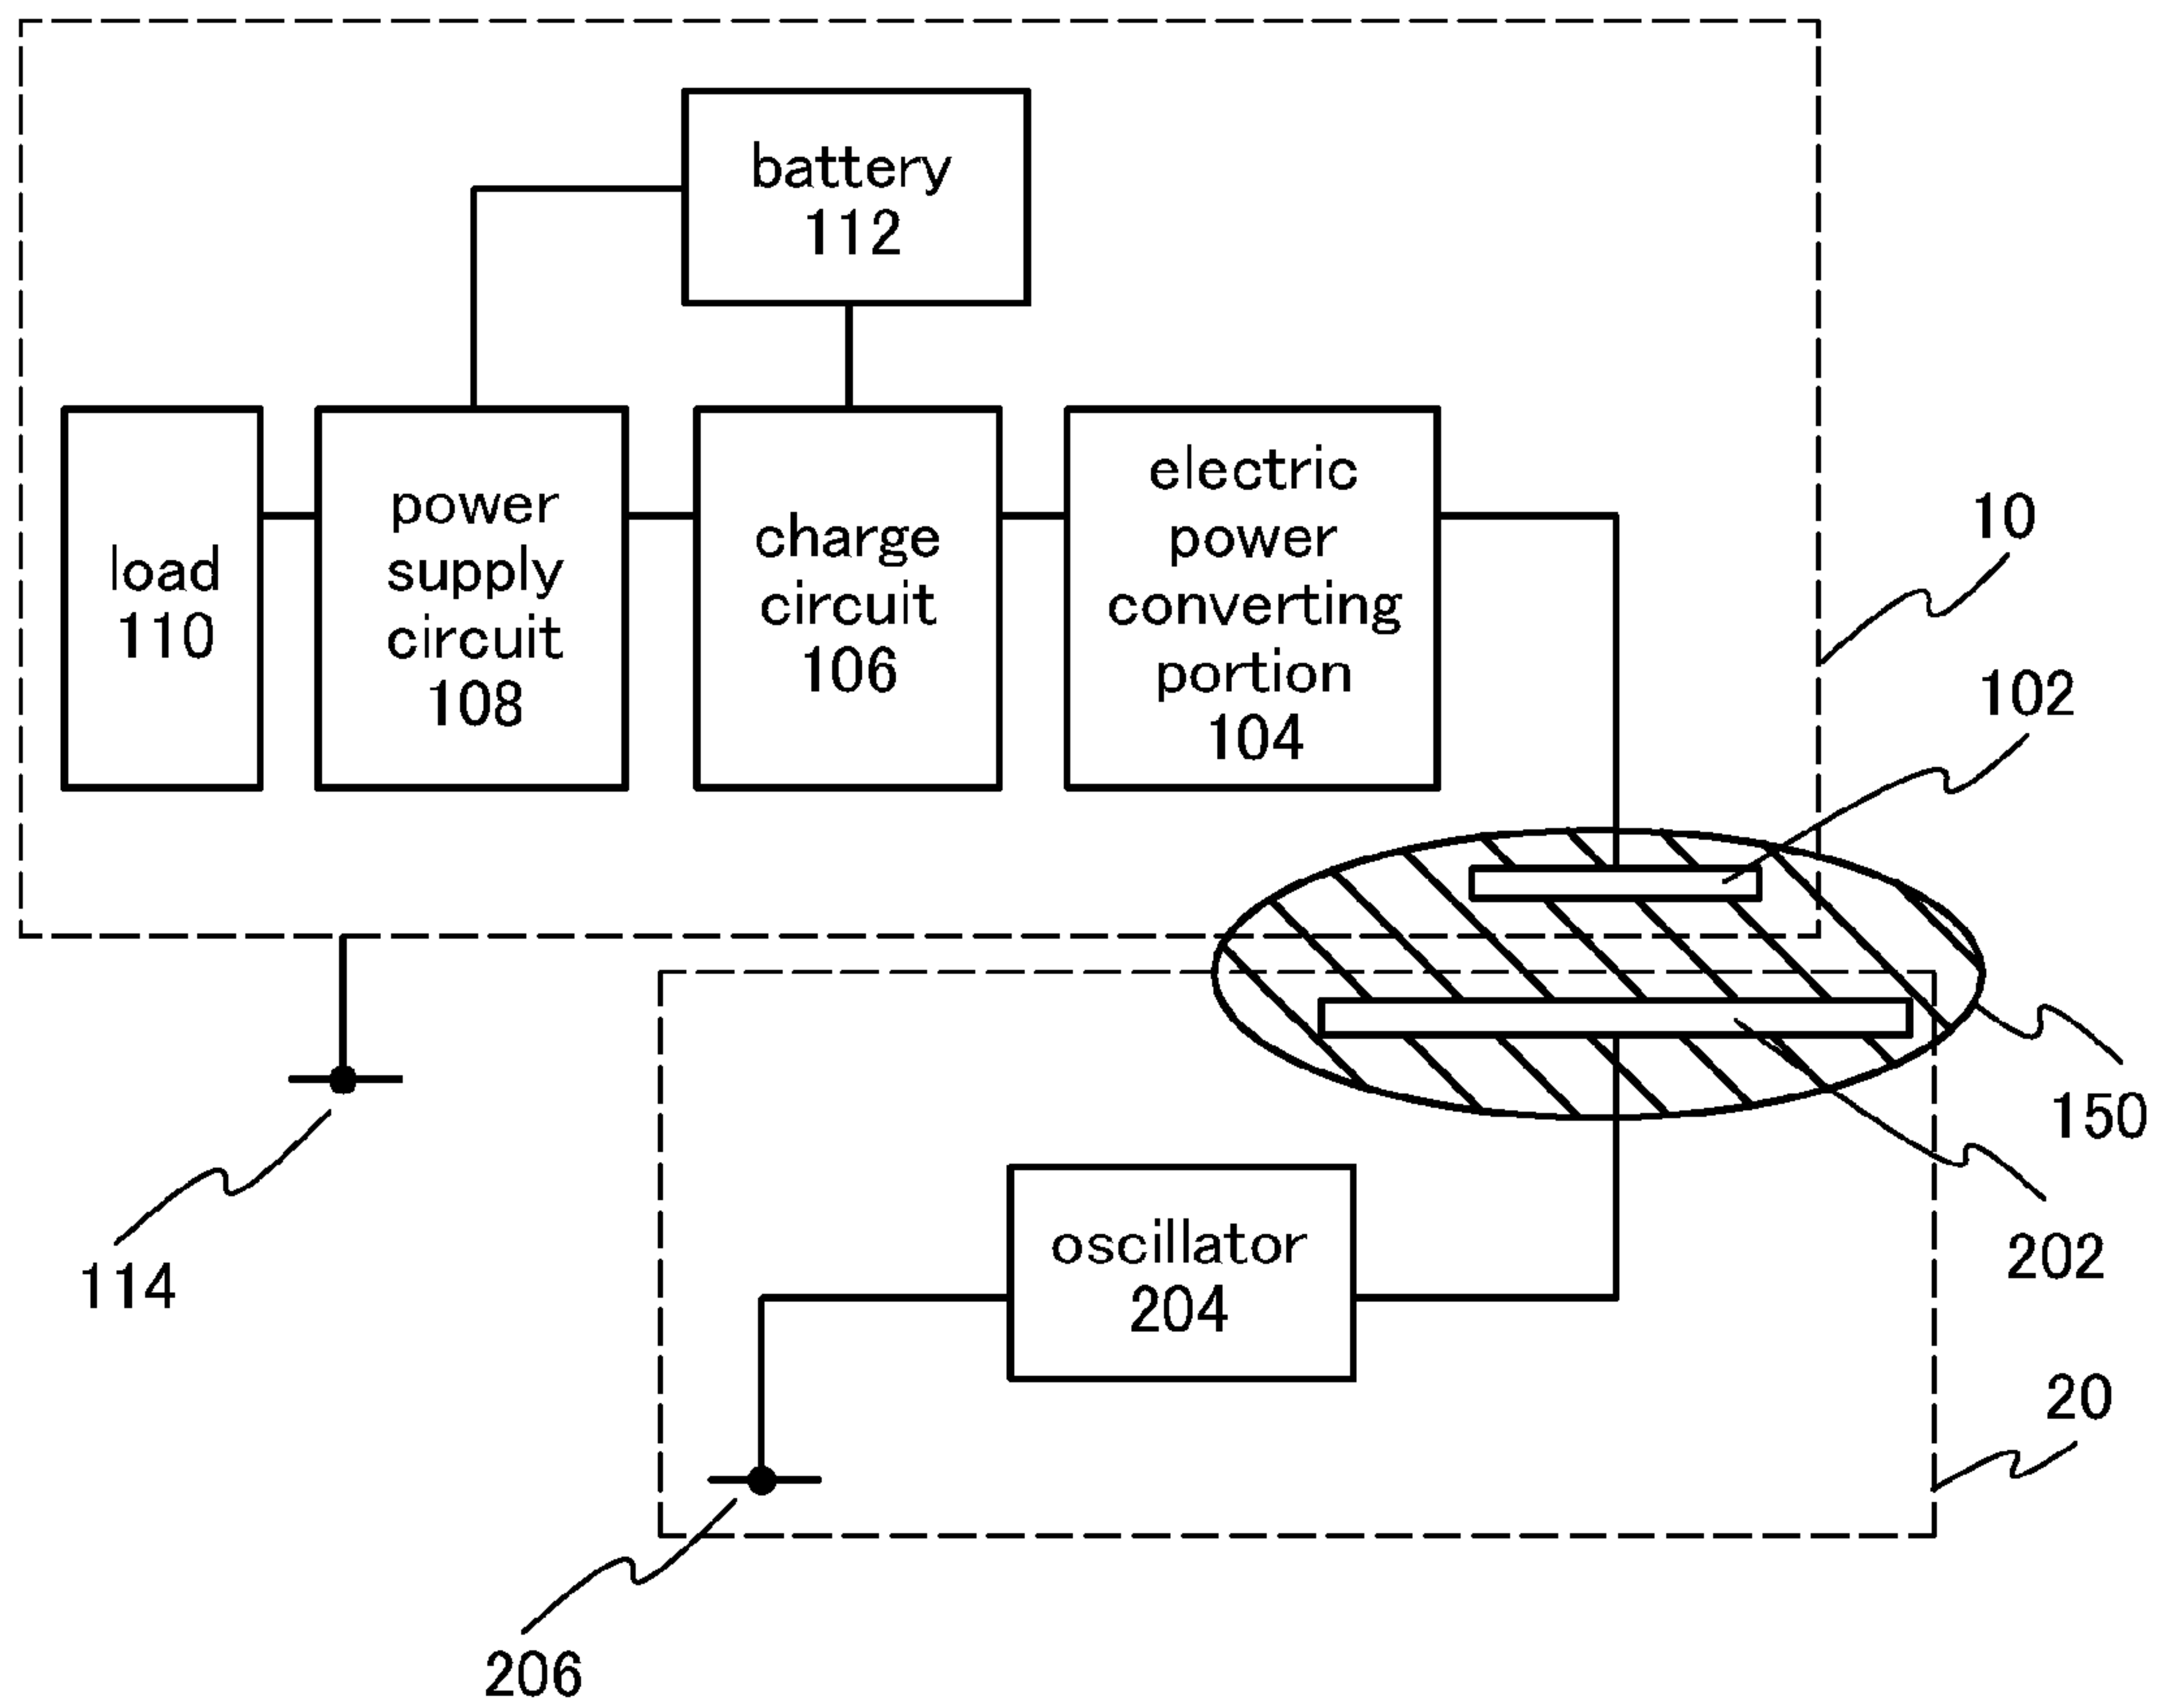 battery
112
load
110
power
supply
circuit
108
charge
circuit
106
electric
power
converting
portion
104
10
102
150
202
114
oscillator
204
20
206